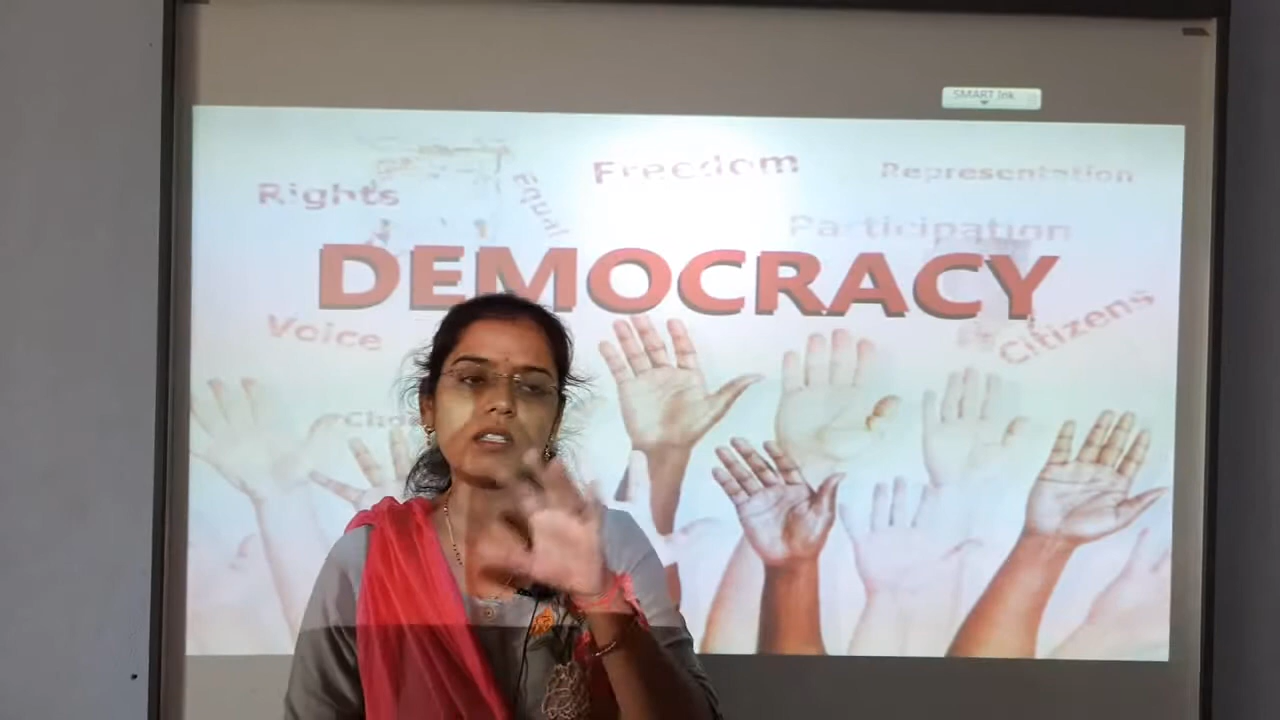 SMART Ink
Freedom
Representation
Rights
Equal
Participation
DEMOCRACY
Citizens
Voice